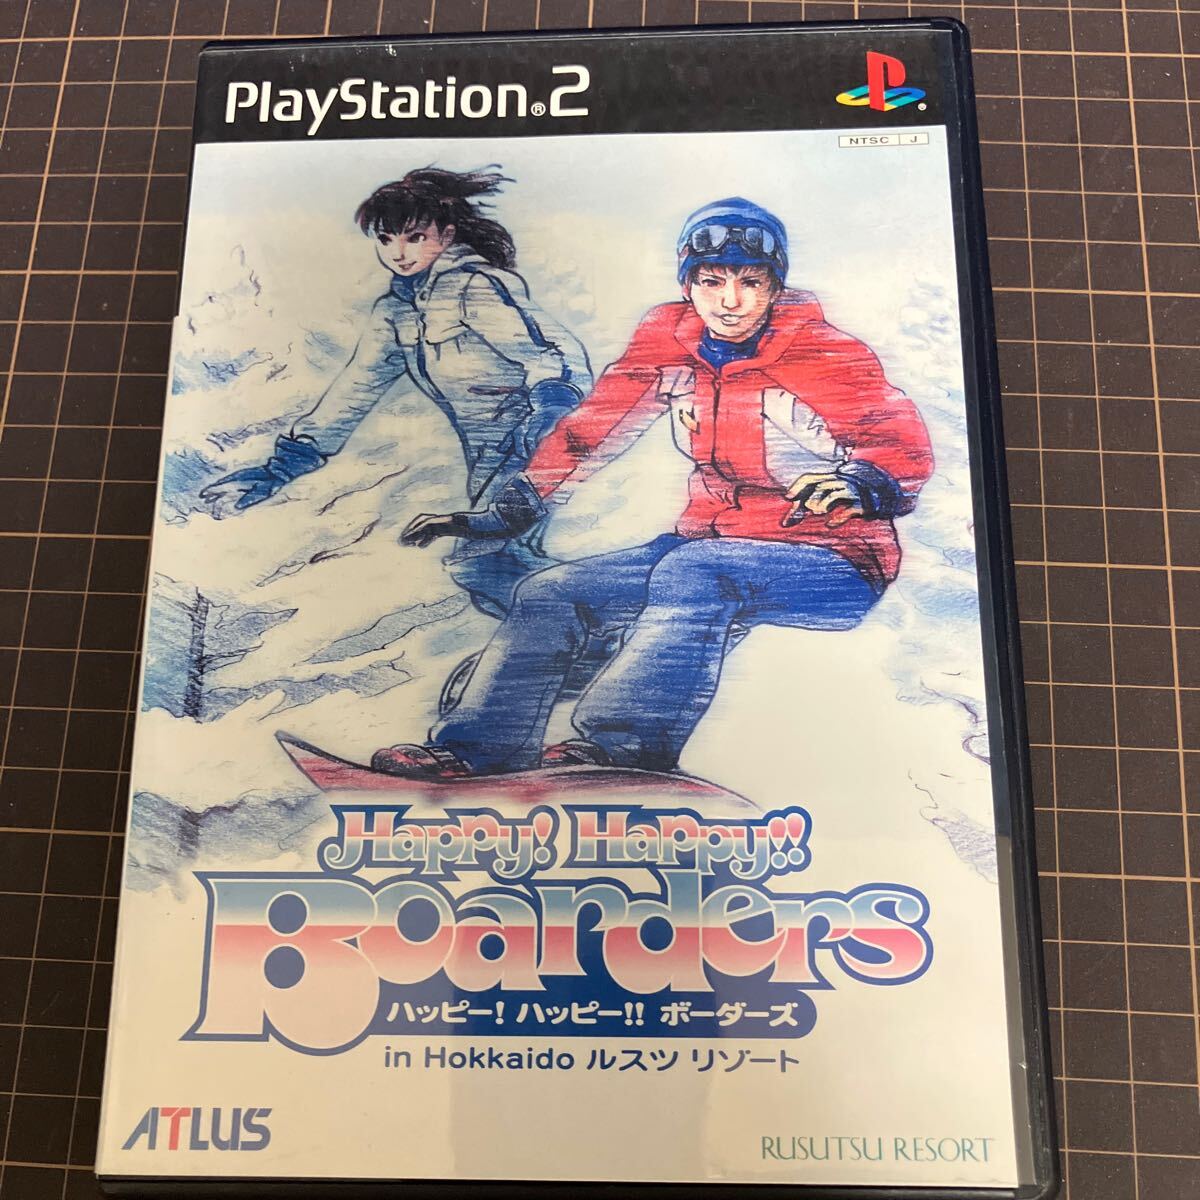 PlayStation®2
NTSC J
Happy! Happy!!
Boarders
ハッピー! ハッピー!! ボーダーズ
in Hokkaido ルスツ リゾート
ATLUS
RUSUTSU RESORT